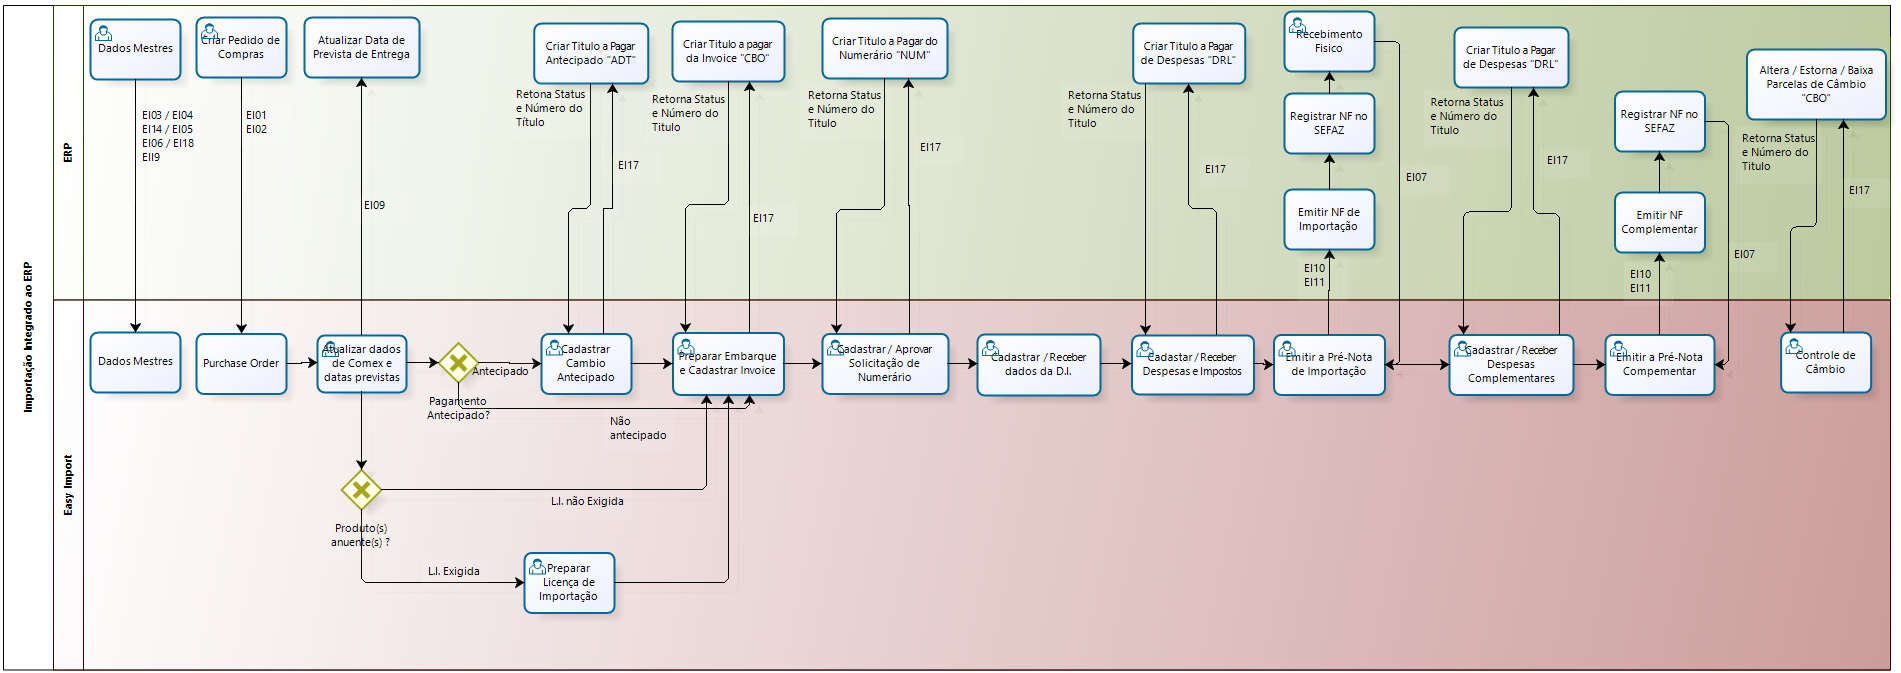 Importação Integrado ao ERP
ERP
Dados Mestres
Criar Pedido de
Compras
Atualizar Data de
Prevista de Entrega
Criar Titulo a Pagar
Antecipado "ADT"
Criar Titulo a pagar
da Invoice "CBO"
Criar Titulo a Pagar do
Numerário "NUM"
Criar Titulo a Pagar
de Despesas "DRL"
Recebimento
Fisico
Criar Titulo a Pagar
de Despesas "DRL"
Altera / Estorna / Baixa
Parcelas de Câmbio
"CBO"
EI03 / EI04
EI14 / EI05
EI06 / EI18
EII9
EI01
EI02
EI09
Retona Status
e Número do
Título
EI17
Retorna Status
e Número do
Titulo
EI17
Retorna Status
e Número do
Titulo
EI17
Retorna Status
e Número do
Titulo
EI17
Registrar NF no
SEFAZ
Emitir NF de
Importação
EI10
EI11
EI07
Retorna Status
e Número do
Titulo
EI17
Registrar NF no
SEFAZ
Emitir NF
Complementar
EI10
EI11
EI07
Retorna Status
e Número do
Titulo
EI17
Easy Import
Dados Mestres
Purchase Order
Atualizar dados
de Comex e
datas previstas
Antecipado
Pagamento
Antecipado?
Cadastrar
Cambio
Antecipado
Não
antecipado
Preparar Embarque
e Cadastrar Invoice
Cadastrar / Aprovar
Solicitação de
Numerário
Cadastrar / Receber
dados da D.I.
Cadastar / Receber
Despesas e Impostos
Emitir a Pré-Nota
de Importação
Cadastrar / Receber
Despesas
Complementares
Emitir a Pré-Nota
Compementar
Controle de
Câmbio
L.I. não Exigida
Produto(s)
anuente(s) ?
L.I. Exigida
Preparar
Licença de
Importação